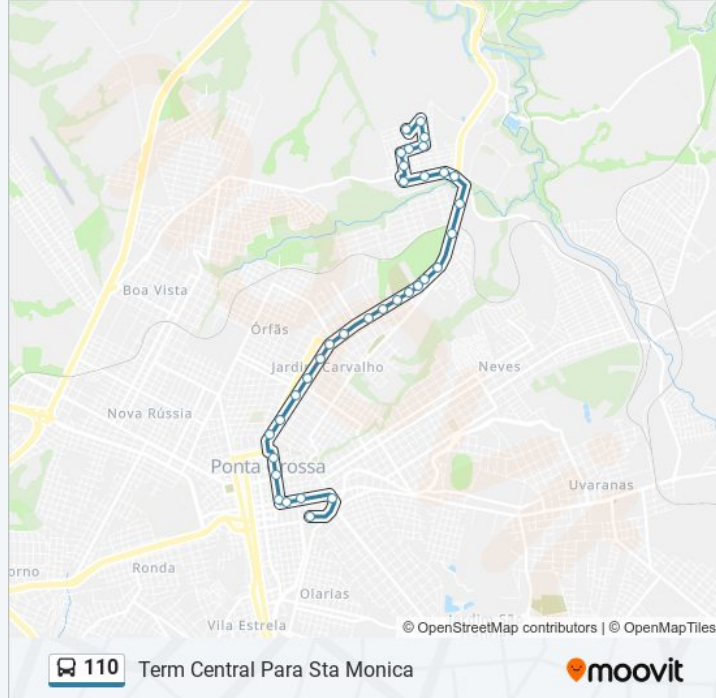 Boa Vista
Órfãs
Jardim Carvalho
Neves
Nova Rússia
Ponta Grossa
Uvaranas
orno
Ronda
Olarias
Vila Estrela
© OpenStreetMap contributors | © OpenMapTiles
110 Term Central Para Sta Monica
moovit